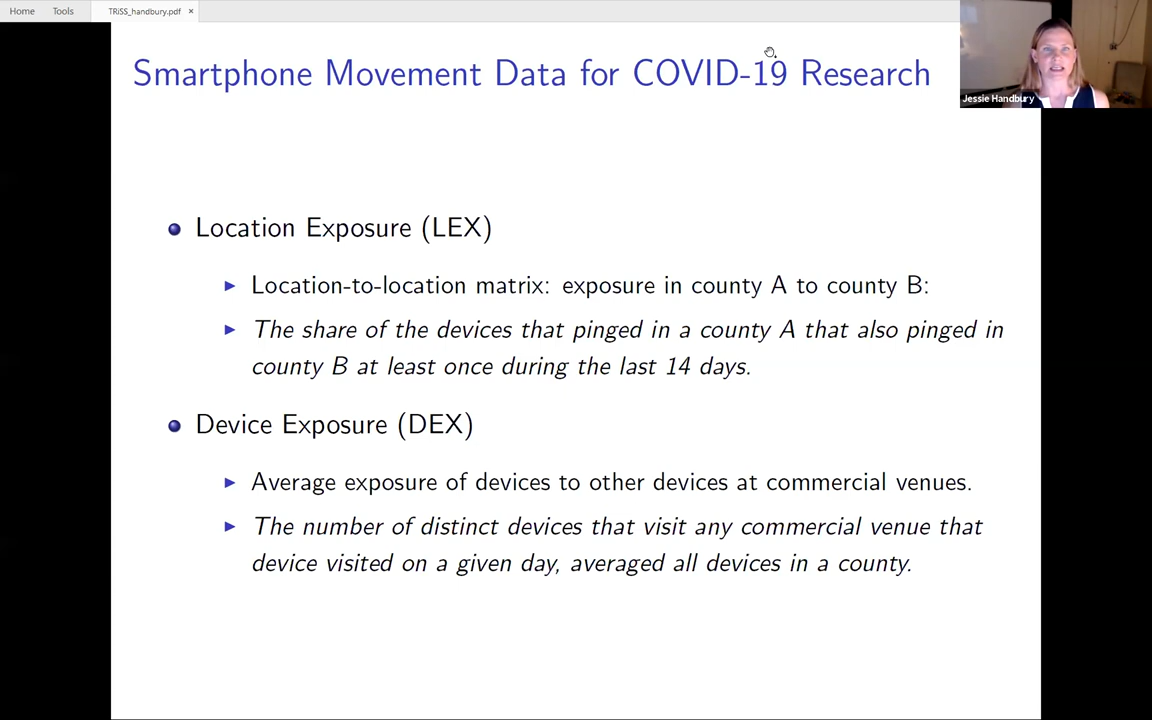 Home Tools TRiSS_handbury.pdf ×
Smartphone Movement Data for COVID-19 Research
Jessie Handbury
Location Exposure (LEX)
Location-to-location matrix: exposure in county A to county B:
The share of the devices that pinged in a county A that also pinged in
county B at least once during the last 14 days.
Device Exposure (DEX)
Average exposure of devices to other devices at commercial venues.
The number of distinct devices that visit any commercial venue that
device visited on a given day, averaged all devices in a county.